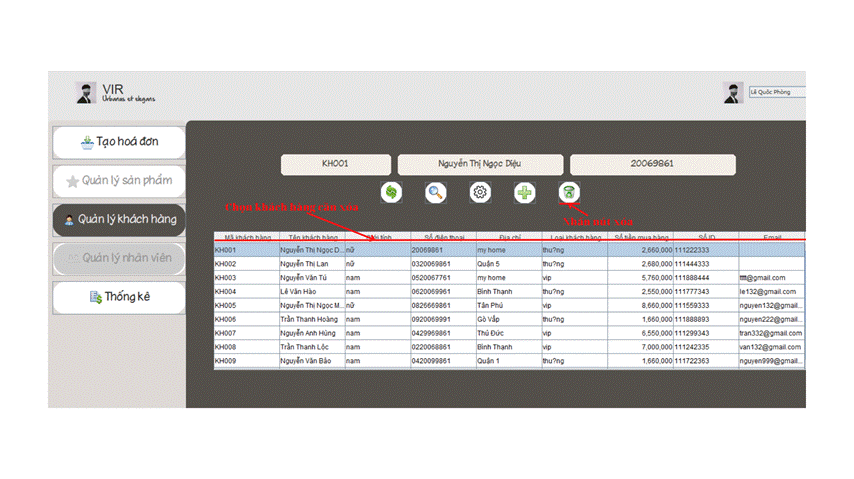 VIR
Urbanas et elegans
Lê Quốc Phòng
Tạo hoá đơn
Quản lý sản phẩm
Quản lý khách hàng
Quản lý nhân viên
Thống kê
KH001 Nguyễn Thị Ngọc Diệu 20069861
Chọn khách hàng cần xóa
Nhấn nút xóa
Mã khách hàng Tên khách hàng Giới tính Số điện thoại Địa chỉ Loại khách hàng Số tiền mua hàng Số ID Email
KH001 Nguyễn Thị Ngọc D... nữ 20069861 my home thu?ng 2,660,000 111222333
KH002 Nguyễn Thị Lan nữ 0320069861 Quận 5 thu?ng 2,680,000 111444333
KH003 Nguyễn Văn Tú nam 0520067761 my home vip 5,760,000 111888444 ttt@gmail.com
KH004 Lê Văn Hào nam 0620069961 Bình Thạnh thu?ng 2,550,000 111777343 le132@gmail.com
KH005 Nguyễn Thị Ngọc M... nữ 0826669861 Tân Phú vip 8,660,000 111559333 nguyen132@gmail...
KH006 Trần Thanh Hoàng nam 0920069991 Gò Vấp thu?ng 1,660,000 111888893 nguyen222@gmail...
KH007 Nguyễn Anh Hùng nam 0429969861 Thủ Đức vip 6,550,000 111299343 tran332@gmail.com
KH008 Trần Thanh Lộc nam 0220068861 Bình Thạnh vip 7,000,000 111242335 van132@gmail.com
KH009 Nguyễn Văn Bảo nam 0420099861 Quận 1 thu?ng 1,660,000 111722363 nguyen999@gmail...